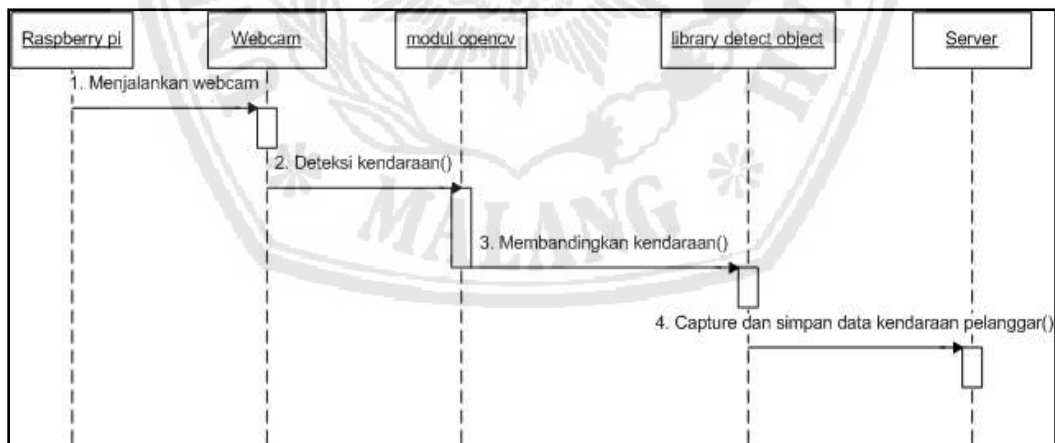 Raspberry pi
Webcam
modul opencv
library detect object
Server
1. Menjalankan webcam
2. Deteksi kendaraan()
3. Membandingkan kendaraan()
4. Capture dan simpan data kendaraan pelanggar()
MALANG